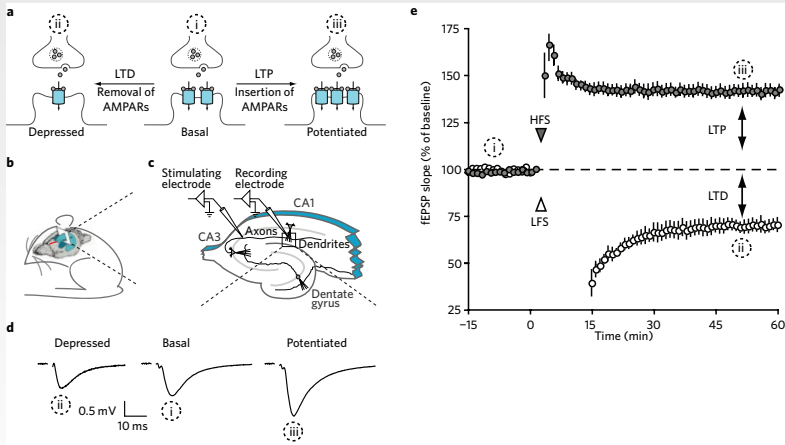 a
ii
i
iii
LTD
Removal of
AMPARs
LTP
Insertion of
AMPARs
Depressed
Basal
Potentiated
b
c
Stimulating
electrode
Recording
electrode
CA1
CA3
Axons
Dendrites
Dentate
gyrus
d
Depressed
Basal
Potentiated
ii
0.5 mV
10 ms
i
iii
e
fEPSP slope (% of baseline)
175
150
125
100
75
50
25
iii
HFS
LTP
i
LFS
LTD
ii
−15
0
15
30
45
60
Time (min)